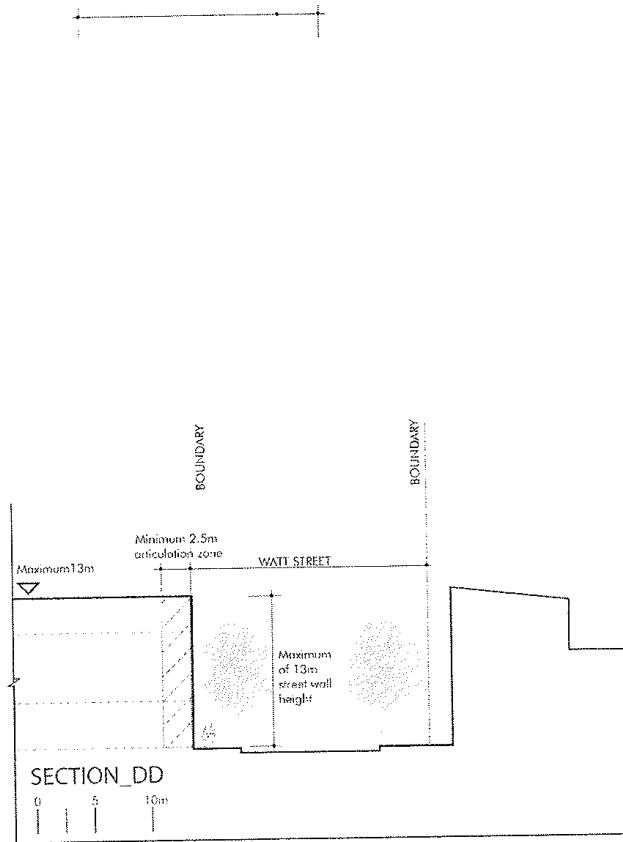 BOUNDARY
BOUNDARY
Minimum 2.5m
articulation zone
WATT STREET
Maximum13m
Maximum
of 13m
street wall
height
SECTION_DD
0 5 10m